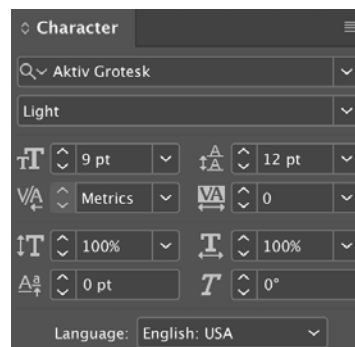 Character
Aktiv Grotesk
Light
9 pt 12 pt
Metrics 0
100% 100%
0 pt 0°
Language: English: USA